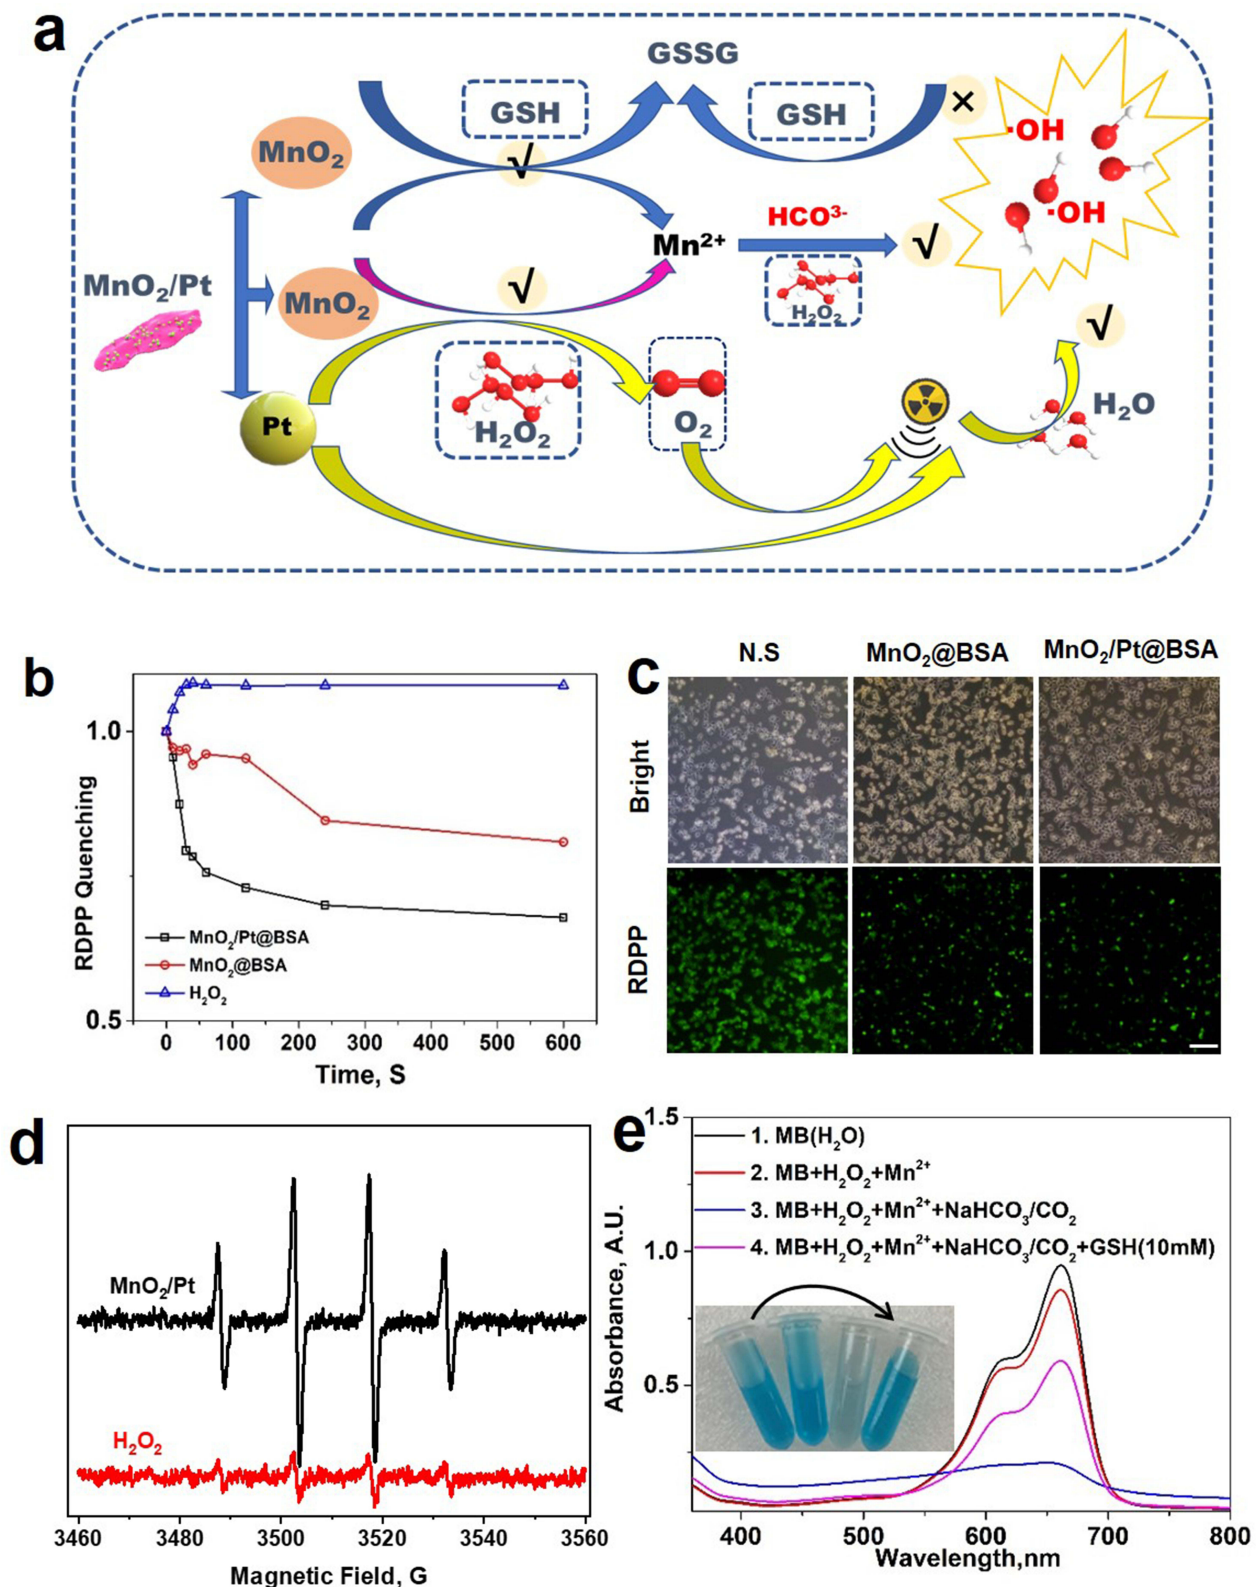 a
GSSG
GSH
GSH
×
MnO₂
√
·OH
·OH
HCO³⁻
Mn²⁺
√
MnO₂/Pt
MnO₂
√
H₂O₂
√
Pt
H₂O₂
O₂
H₂O
b
1.0
0.5
RDPP Quenching
MnO₂/Pt@BSA
MnO₂@BSA
H₂O₂
0 100 200 300 400 500 600
Time, S
c
N.S MnO₂@BSA MnO₂/Pt@BSA
Bright
RDPP
d
MnO₂/Pt
H₂O₂
3460 3480 3500 3520 3540 3560
Magnetic Field, G
e
1.5
1.0
0.5
Absorbance, A.U.
1. MB(H₂O)
2. MB+H₂O₂+Mn²⁺
3. MB+H₂O₂+Mn²⁺+NaHCO₃/CO₂
4. MB+H₂O₂+Mn²⁺+NaHCO₃/CO₂+GSH(10mM)
400 500 600 700 800
Wavelength,nm